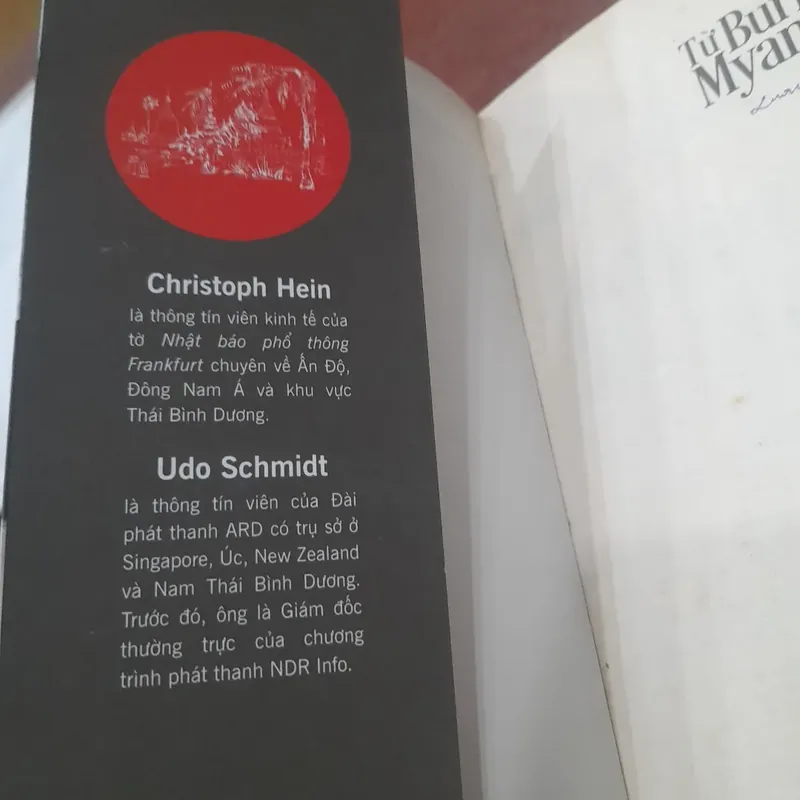 Christoph Hein
là thông tín viên kinh tế của
tờ Nhật báo phổ thông
Frankfurt chuyên về Ấn Độ,
Đông Nam Á và khu vực
Thái Bình Dương.
Udo Schmidt
là thông tín viên của Đài
phát thanh ARD có trụ sở ở
Singapore, Úc, New Zealand
và Nam Thái Bình Dương.
Trước đó, ông là Giám đốc
thường trực của chương
trình phát thanh NDR Info.
Từ